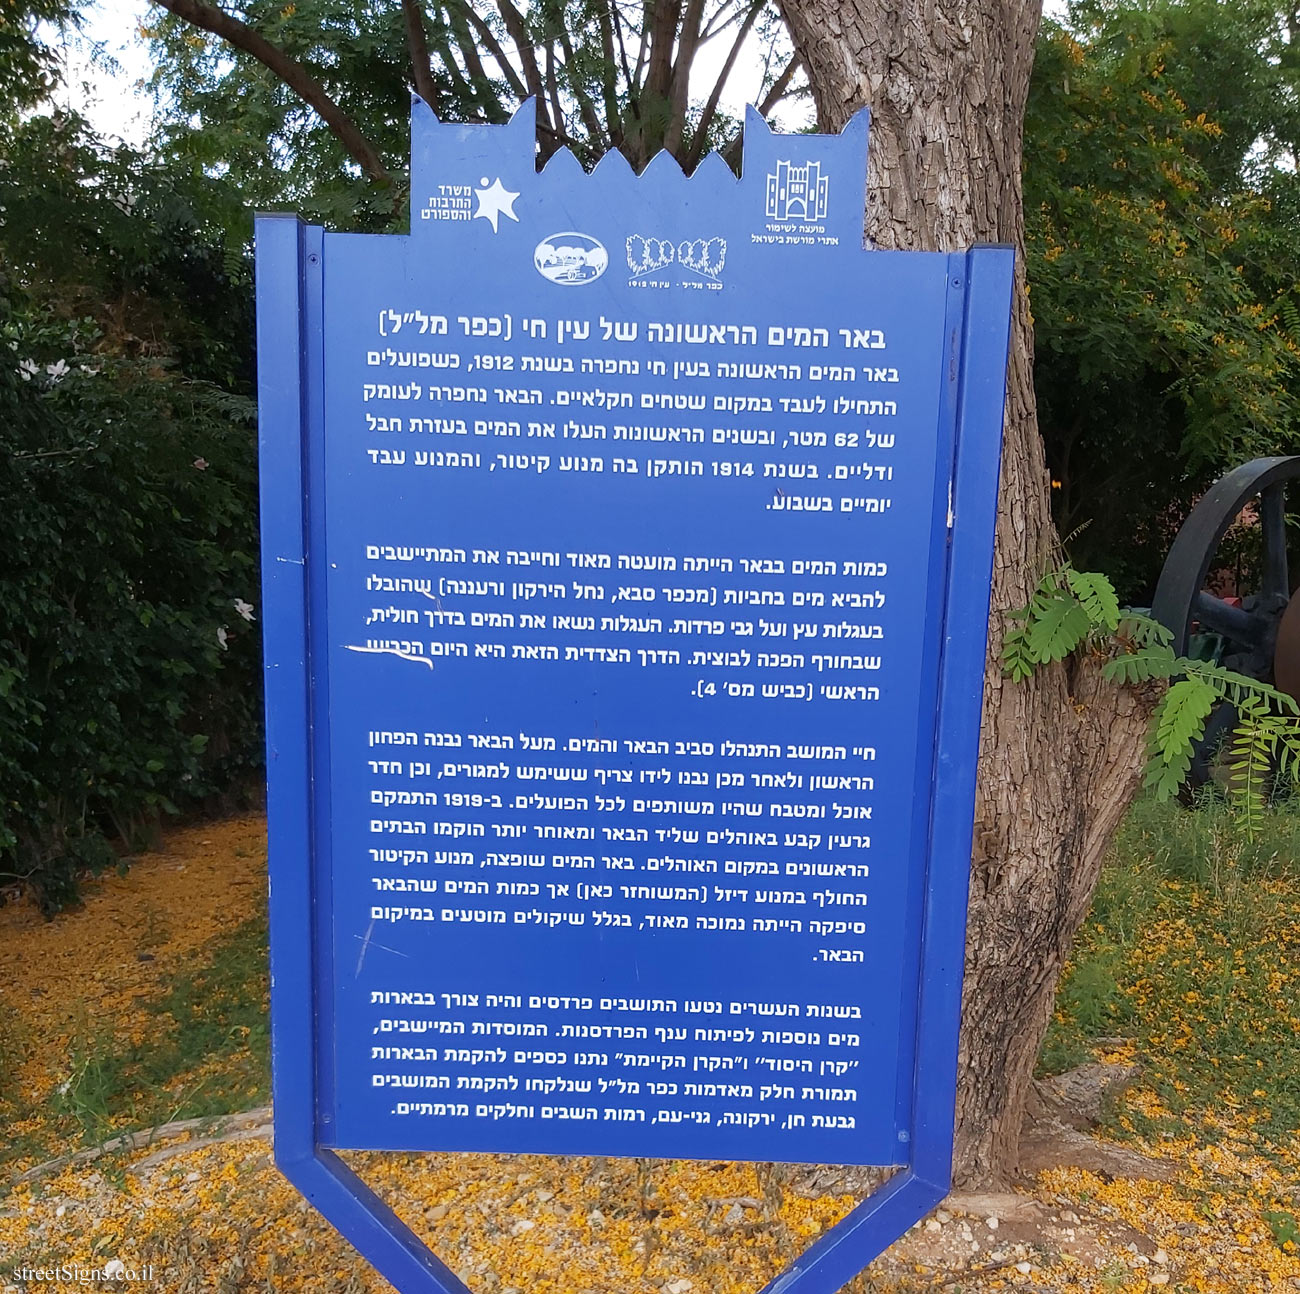 משרד
התרבות
והספורט
מועצה לשימור
אתרי מורשת בישראל
כפר מל״ל - עין חי 1912
באר המים הראשונה של עין חי (כפר מל״ל)
באר המים הראשונה בעין חי נחפרה בשנת 1912, כשפועלים
התחילו לעבד במקום שטחים חקלאיים. הבאר נחפרה לעומק
של 62 מטר, ובשנים הראשונות העלו את המים בעזרת חבל
ודליים. בשנת 1914 הותקן בה מנוע קיטור, והמנוע עבד
יומיים בשבוע.
כמות המים בבאר הייתה מועטה מאוד וחייבה את המתיישבים
להביא מים בחביות (מכפר סבא, נחל הירקון ורעננה) שהובלו
בעגלות עץ ועל גבי פרדות. העגלות נשאו את המים בדרך חולית,
שבחורף הפכה לבוצית. הדרך הצדדית הזאת היא היום הכביש
הראשי (כביש מס׳ 4).
חיי המושב התנהלו סביב הבאר והמים. מעל הבאר נבנה הפחון
הראשון ולאחר מכן נבנו לידו צריף ששימש למגורים, וכן חדר
אוכל ומטבח שהיו משותפים לכל הפועלים. ב-1919 התמקם
גרעין קבע באוהלים שליד הבאר ומאוחר יותר הוקמו הבתים
הראשונים במקום האוהלים. באר המים שופצה, מנוע הקיטור
החולף במנוע דיזל (המשוחזר כאן) אך כמות המים שהבאר
סיפקה הייתה נמוכה מאוד, בגלל שיקולים מוטעים במיקום
הבאר.
בשנות העשרים נטעו התושבים פרדסים והיה צורך בבארות
מים נוספות לפיתוח ענף הפרדסנות. המוסדות המיישבים,
״קרן היסוד״ ו״הקרן הקיימת״ נתנו כספים להקמת הבארות
תמורת חלק מאדמות כפר מל״ל שנלקחו להקמת המושבים
גבעת חן, ירקונה, גני-עם, רמות השבים וחלקים מרמתיים.
streetSigns.co.il